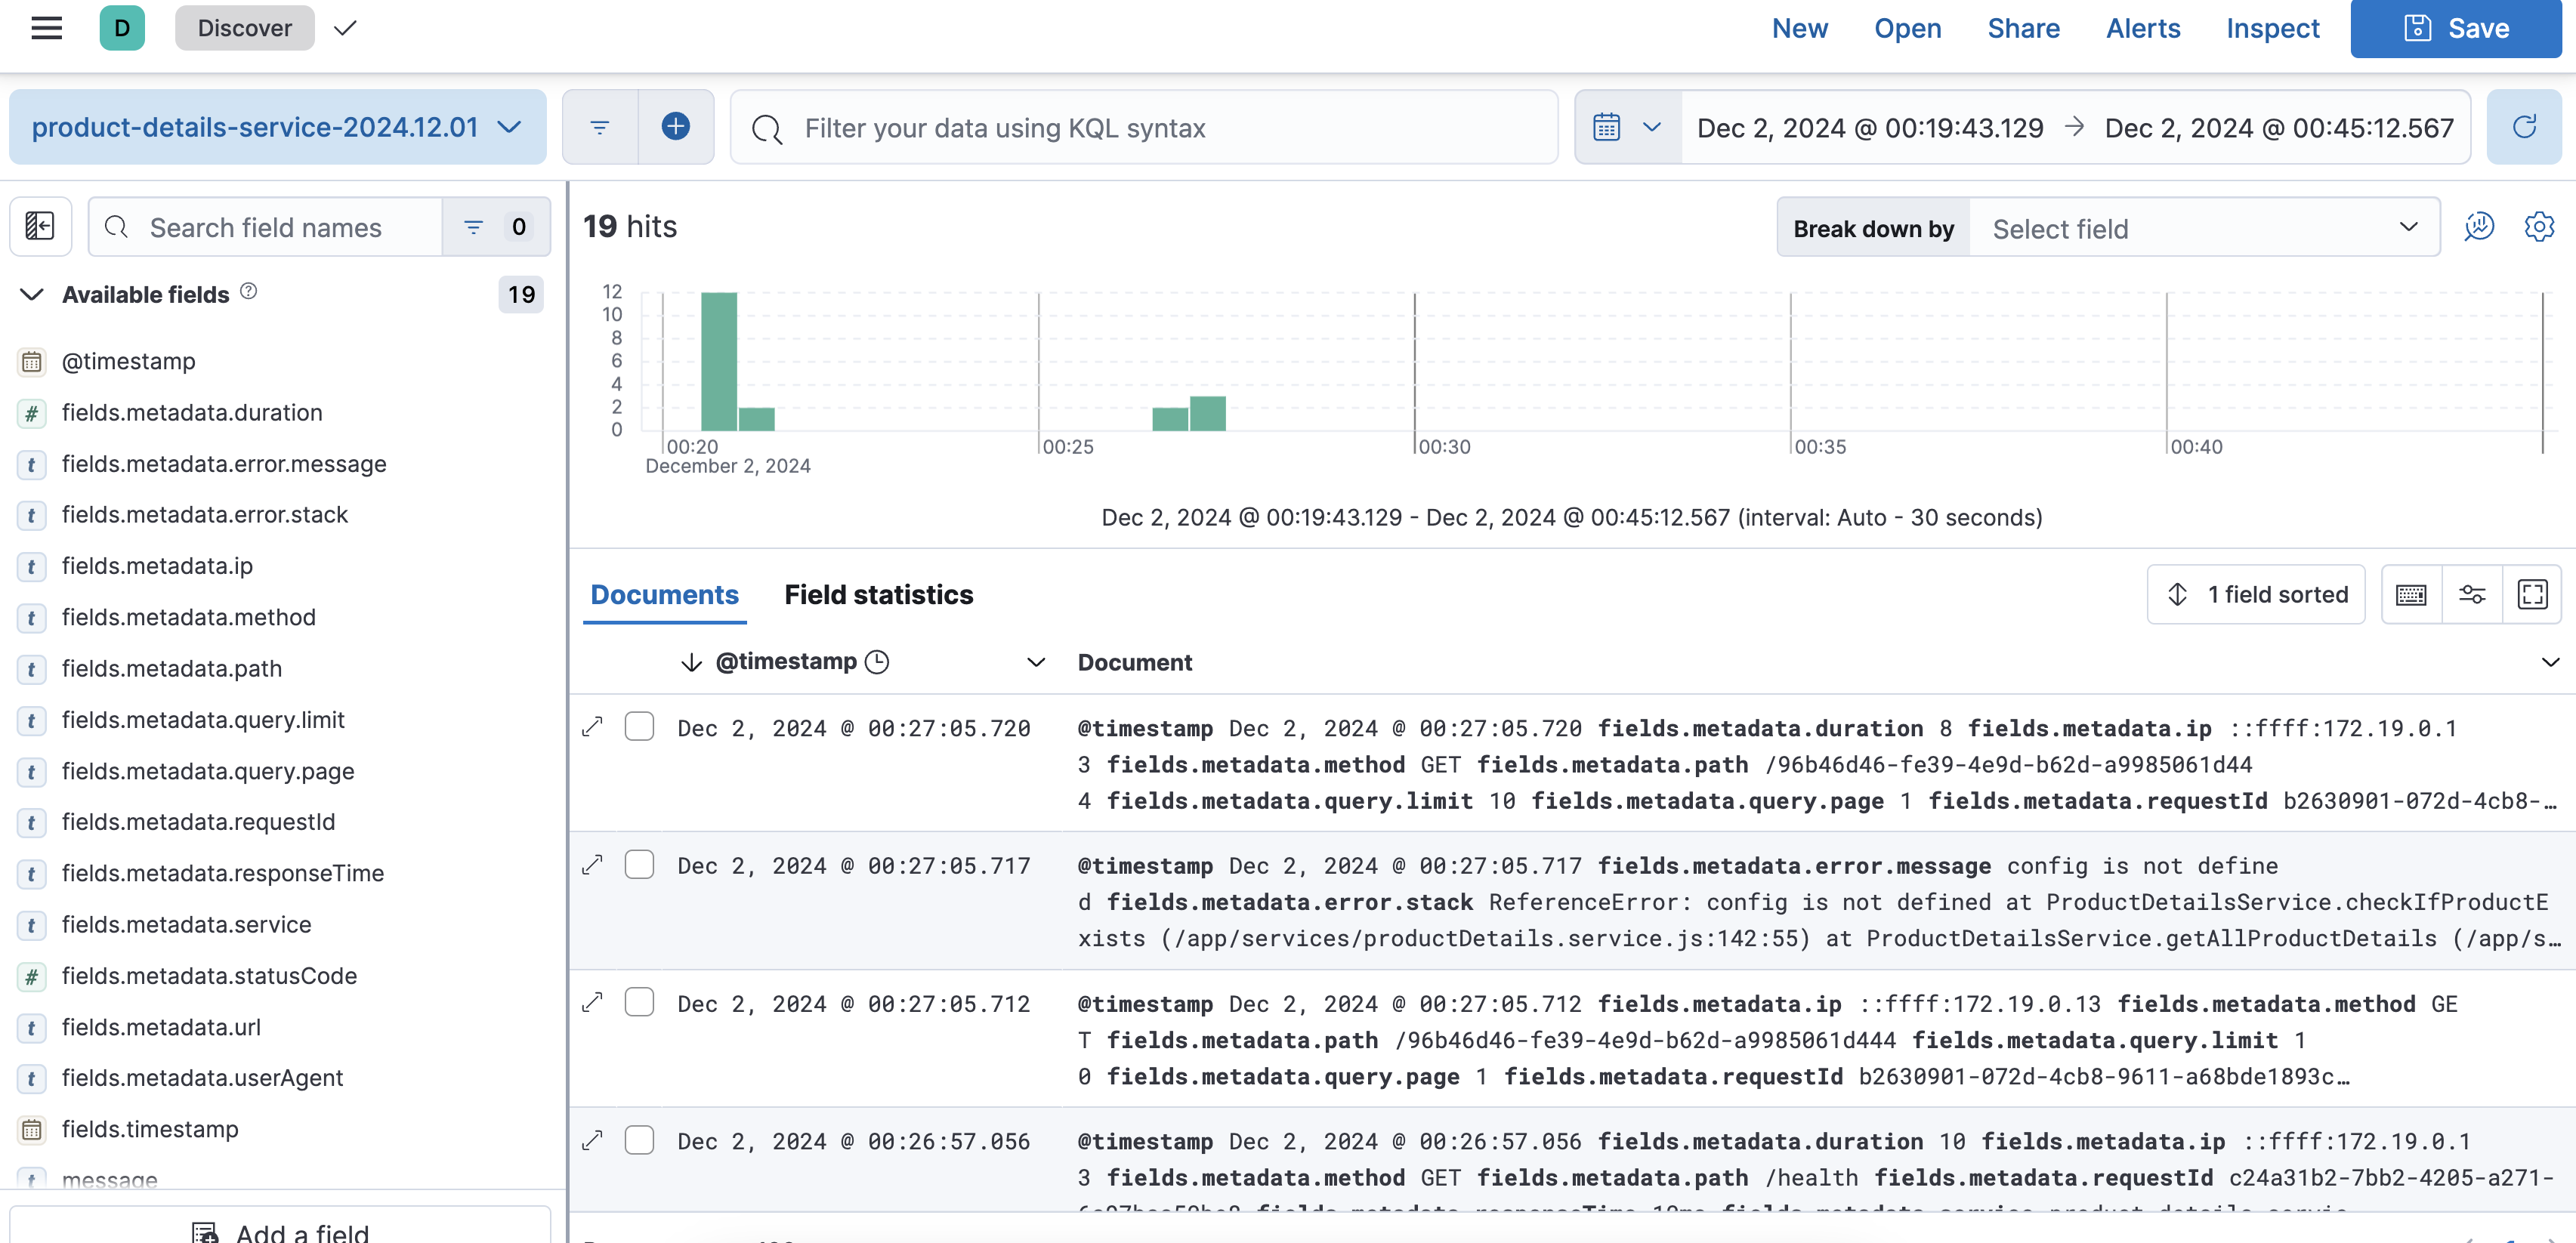 D Discover New Open Share Alerts Inspect Save
product-details-service-2024.12.01 Filter your data using KQL syntax Dec 2, 2024 @ 00:19:43.129 → Dec 2, 2024 @ 00:45:12.567
Search field names 0
Available fields 19
@timestamp
# fields.metadata.duration
t fields.metadata.error.message
t fields.metadata.error.stack
t fields.metadata.ip
t fields.metadata.method
t fields.metadata.path
t fields.metadata.query.limit
t fields.metadata.query.page
t fields.metadata.requestId
t fields.metadata.responseTime
t fields.metadata.service
# fields.metadata.statusCode
t fields.metadata.url
t fields.metadata.userAgent
fields.timestamp
t message
Add a field
19 hits
Break down by Select field
12
10
8
6
4
2
0
00:20 00:25 00:30 00:35 00:40
December 2, 2024
Dec 2, 2024 @ 00:19:43.129 - Dec 2, 2024 @ 00:45:12.567 (interval: Auto - 30 seconds)
Documents Field statistics 1 field sorted
@timestamp Document
Dec 2, 2024 @ 00:27:05.720 @timestamp Dec 2, 2024 @ 00:27:05.720 fields.metadata.duration 8 fields.metadata.ip ::ffff:172.19.0.1
3 fields.metadata.method GET fields.metadata.path /96b46d46-fe39-4e9d-b62d-a9985061d44
4 fields.metadata.query.limit 10 fields.metadata.query.page 1 fields.metadata.requestId b2630901-072d-4cb8-…
Dec 2, 2024 @ 00:27:05.717 @timestamp Dec 2, 2024 @ 00:27:05.717 fields.metadata.error.message config is not define
d fields.metadata.error.stack ReferenceError: config is not defined at ProductDetailsService.checkIfProductE
xists (/app/services/productDetails.service.js:142:55) at ProductDetailsService.getAllProductDetails (/app/s…
Dec 2, 2024 @ 00:27:05.712 @timestamp Dec 2, 2024 @ 00:27:05.712 fields.metadata.ip ::ffff:172.19.0.13 fields.metadata.method GE
T fields.metadata.path /96b46d46-fe39-4e9d-b62d-a9985061d444 fields.metadata.query.limit 1
0 fields.metadata.query.page 1 fields.metadata.requestId b2630901-072d-4cb8-9611-a68bde1893c…
Dec 2, 2024 @ 00:26:57.056 @timestamp Dec 2, 2024 @ 00:26:57.056 fields.metadata.duration 10 fields.metadata.ip ::ffff:172.19.0.1
3 fields.metadata.method GET fields.metadata.path /health fields.metadata.requestId c24a31b2-7bb2-4205-a271-